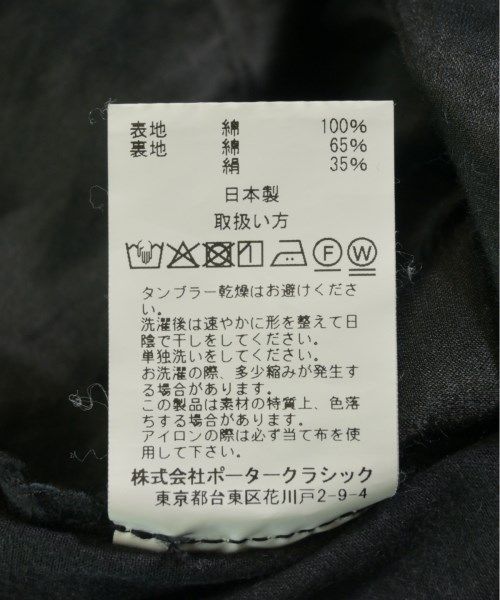 表地 綿 100%
裏地 綿 65%
絹 35%
日本製
取扱い方
F W
タンブラー乾燥はお避けくださ
い。
洗濯後は速やかに形を整えて日
陰で干しをしてください。
単独洗いをしてください。
お洗濯の際、多少縮みが発生す
る場合があります。
この製品は素材の特質上、色落
ちする場合があります。
アイロンの際は必ず当て布を使
用して下さい。
株式会社ポータークラシック
東京都台東区花川戸2-9-4